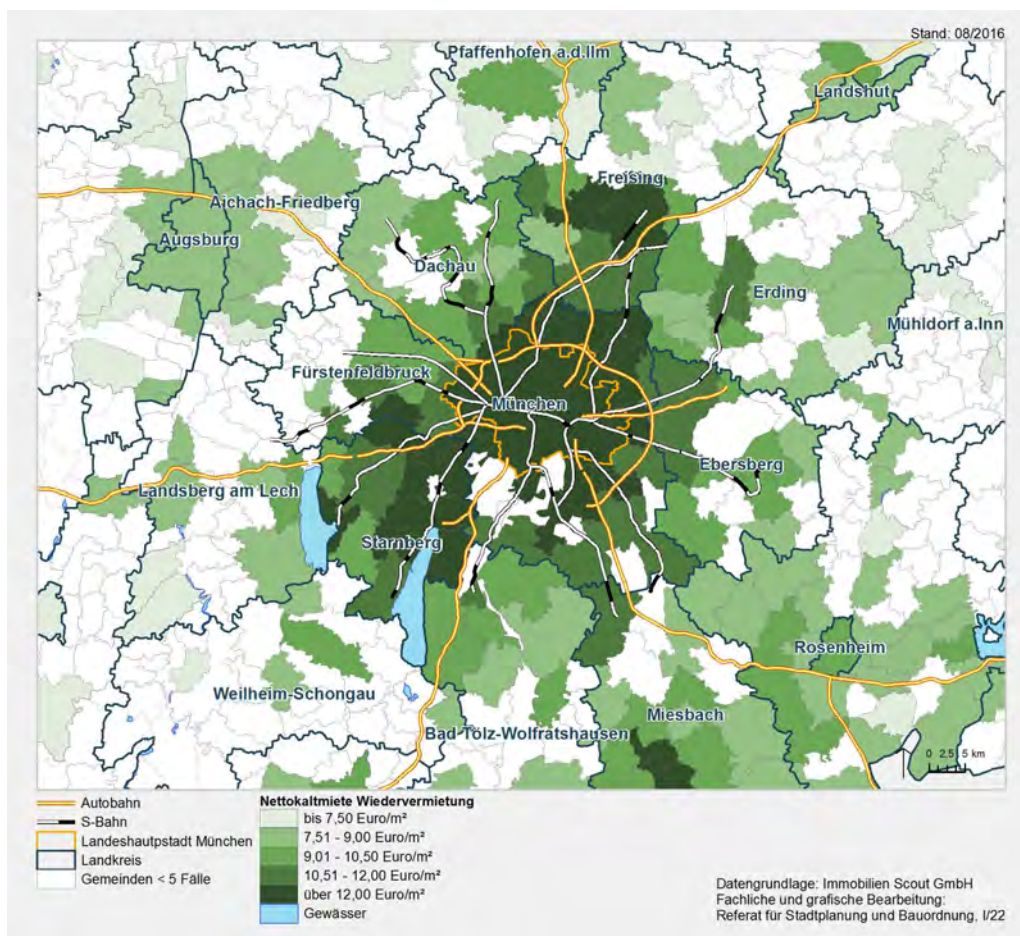 Stand: 08/2016
Pfaffenhofen a.d.Ilm
Landshut
Freising
Aichach-Friedberg
Augsburg
Dachau
Erding
Mühldorf a.Inn
Fürstenfeldbruck
München
Ebersberg
Landsberg am Lech
Starnberg
Rosenheim
Weilheim-Schongau
Miesbach
Bad Tölz-Wolfratshausen
0 2,5 5 km
Autobahn
S-Bahn
Landeshauptstadt München
Landkreis
Gemeinden < 5 Fälle
Nettokaltmiete Wiedervermietung
bis 7,50 Euro/m²
7,51 - 9,00 Euro/m²
9,01 - 10,50 Euro/m²
10,51 - 12,00 Euro/m²
über 12,00 Euro/m²
Gewässer
Datengrundlage: Immobilien Scout GmbH
Fachliche und grafische Bearbeitung:
Referat für Stadtplanung und Bauordnung, I/22